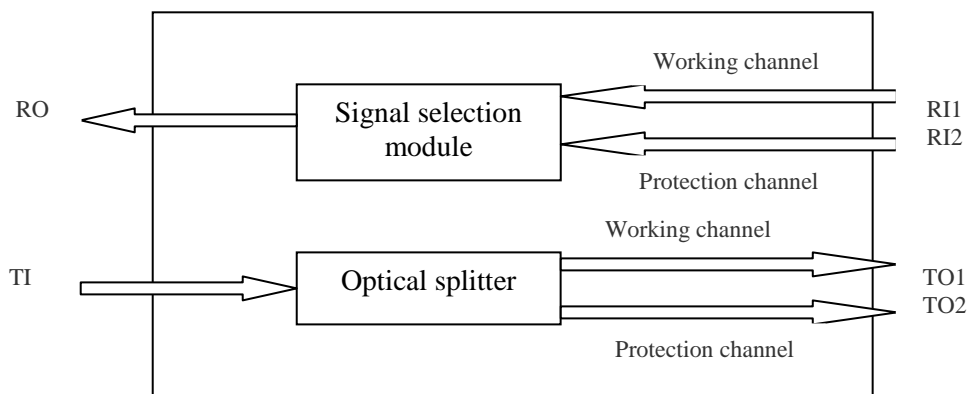 Working channel
RO
Signal selection
module
RI1
RI2
Protection channel
Working channel
TI
Optical splitter
TO1
TO2
Protection channel